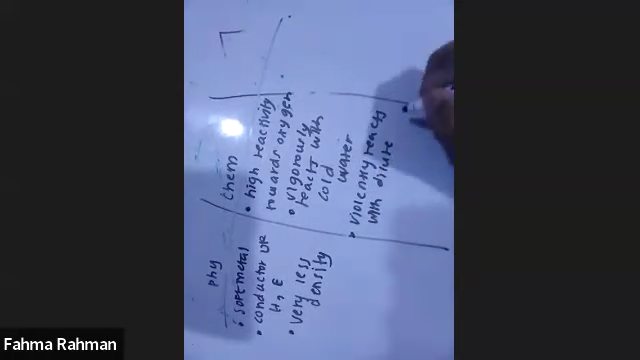 phy
• soft metal
• conductor of
H, E
• very less
density
chem
• high reactivity
towards oxygen
• vigorously
reacts with
cold
water
• violently reacts
with dilute
Fahma Rahman